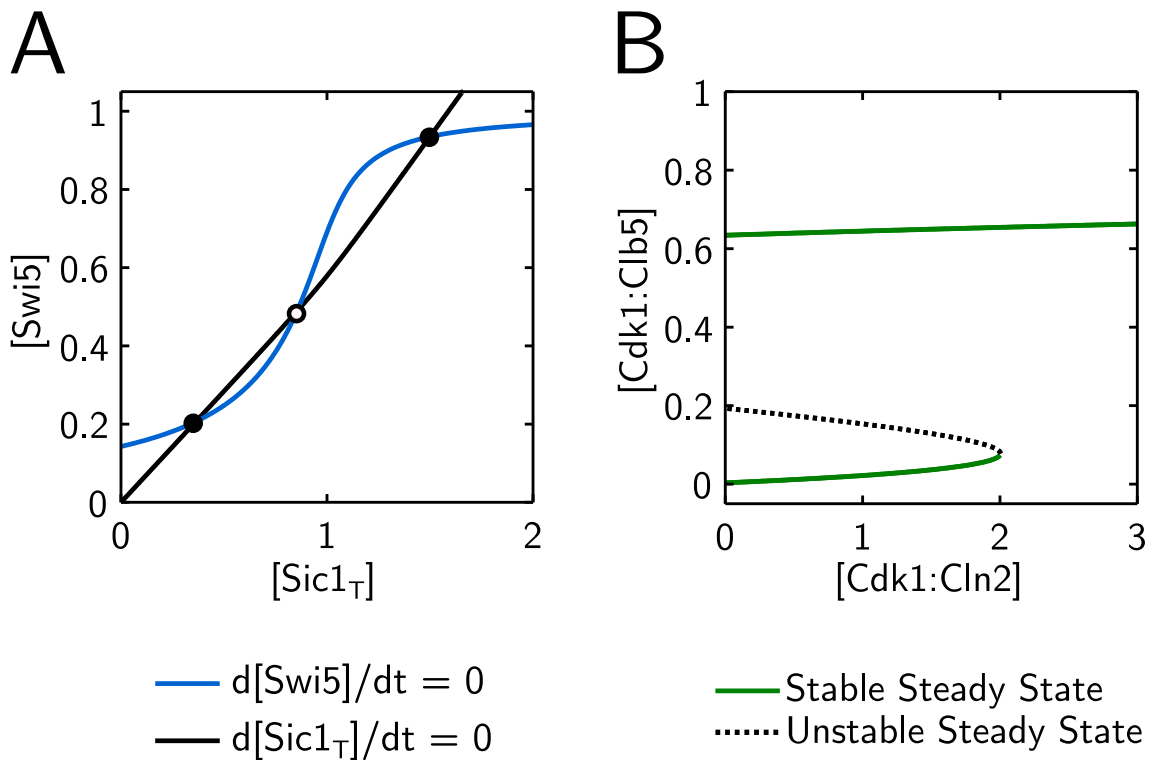 A
[Swi5]
1
0.8
0.6
0.4
0.2
0
0 1 2
[Sic1T]
d[Swi5]/dt = 0
d[Sic1T]/dt = 0
B
[Cdk1:Clb5]
1
0.8
0.6
0.4
0.2
0
0 1 2 3
[Cdk1:Cln2]
Stable Steady State
Unstable Steady State